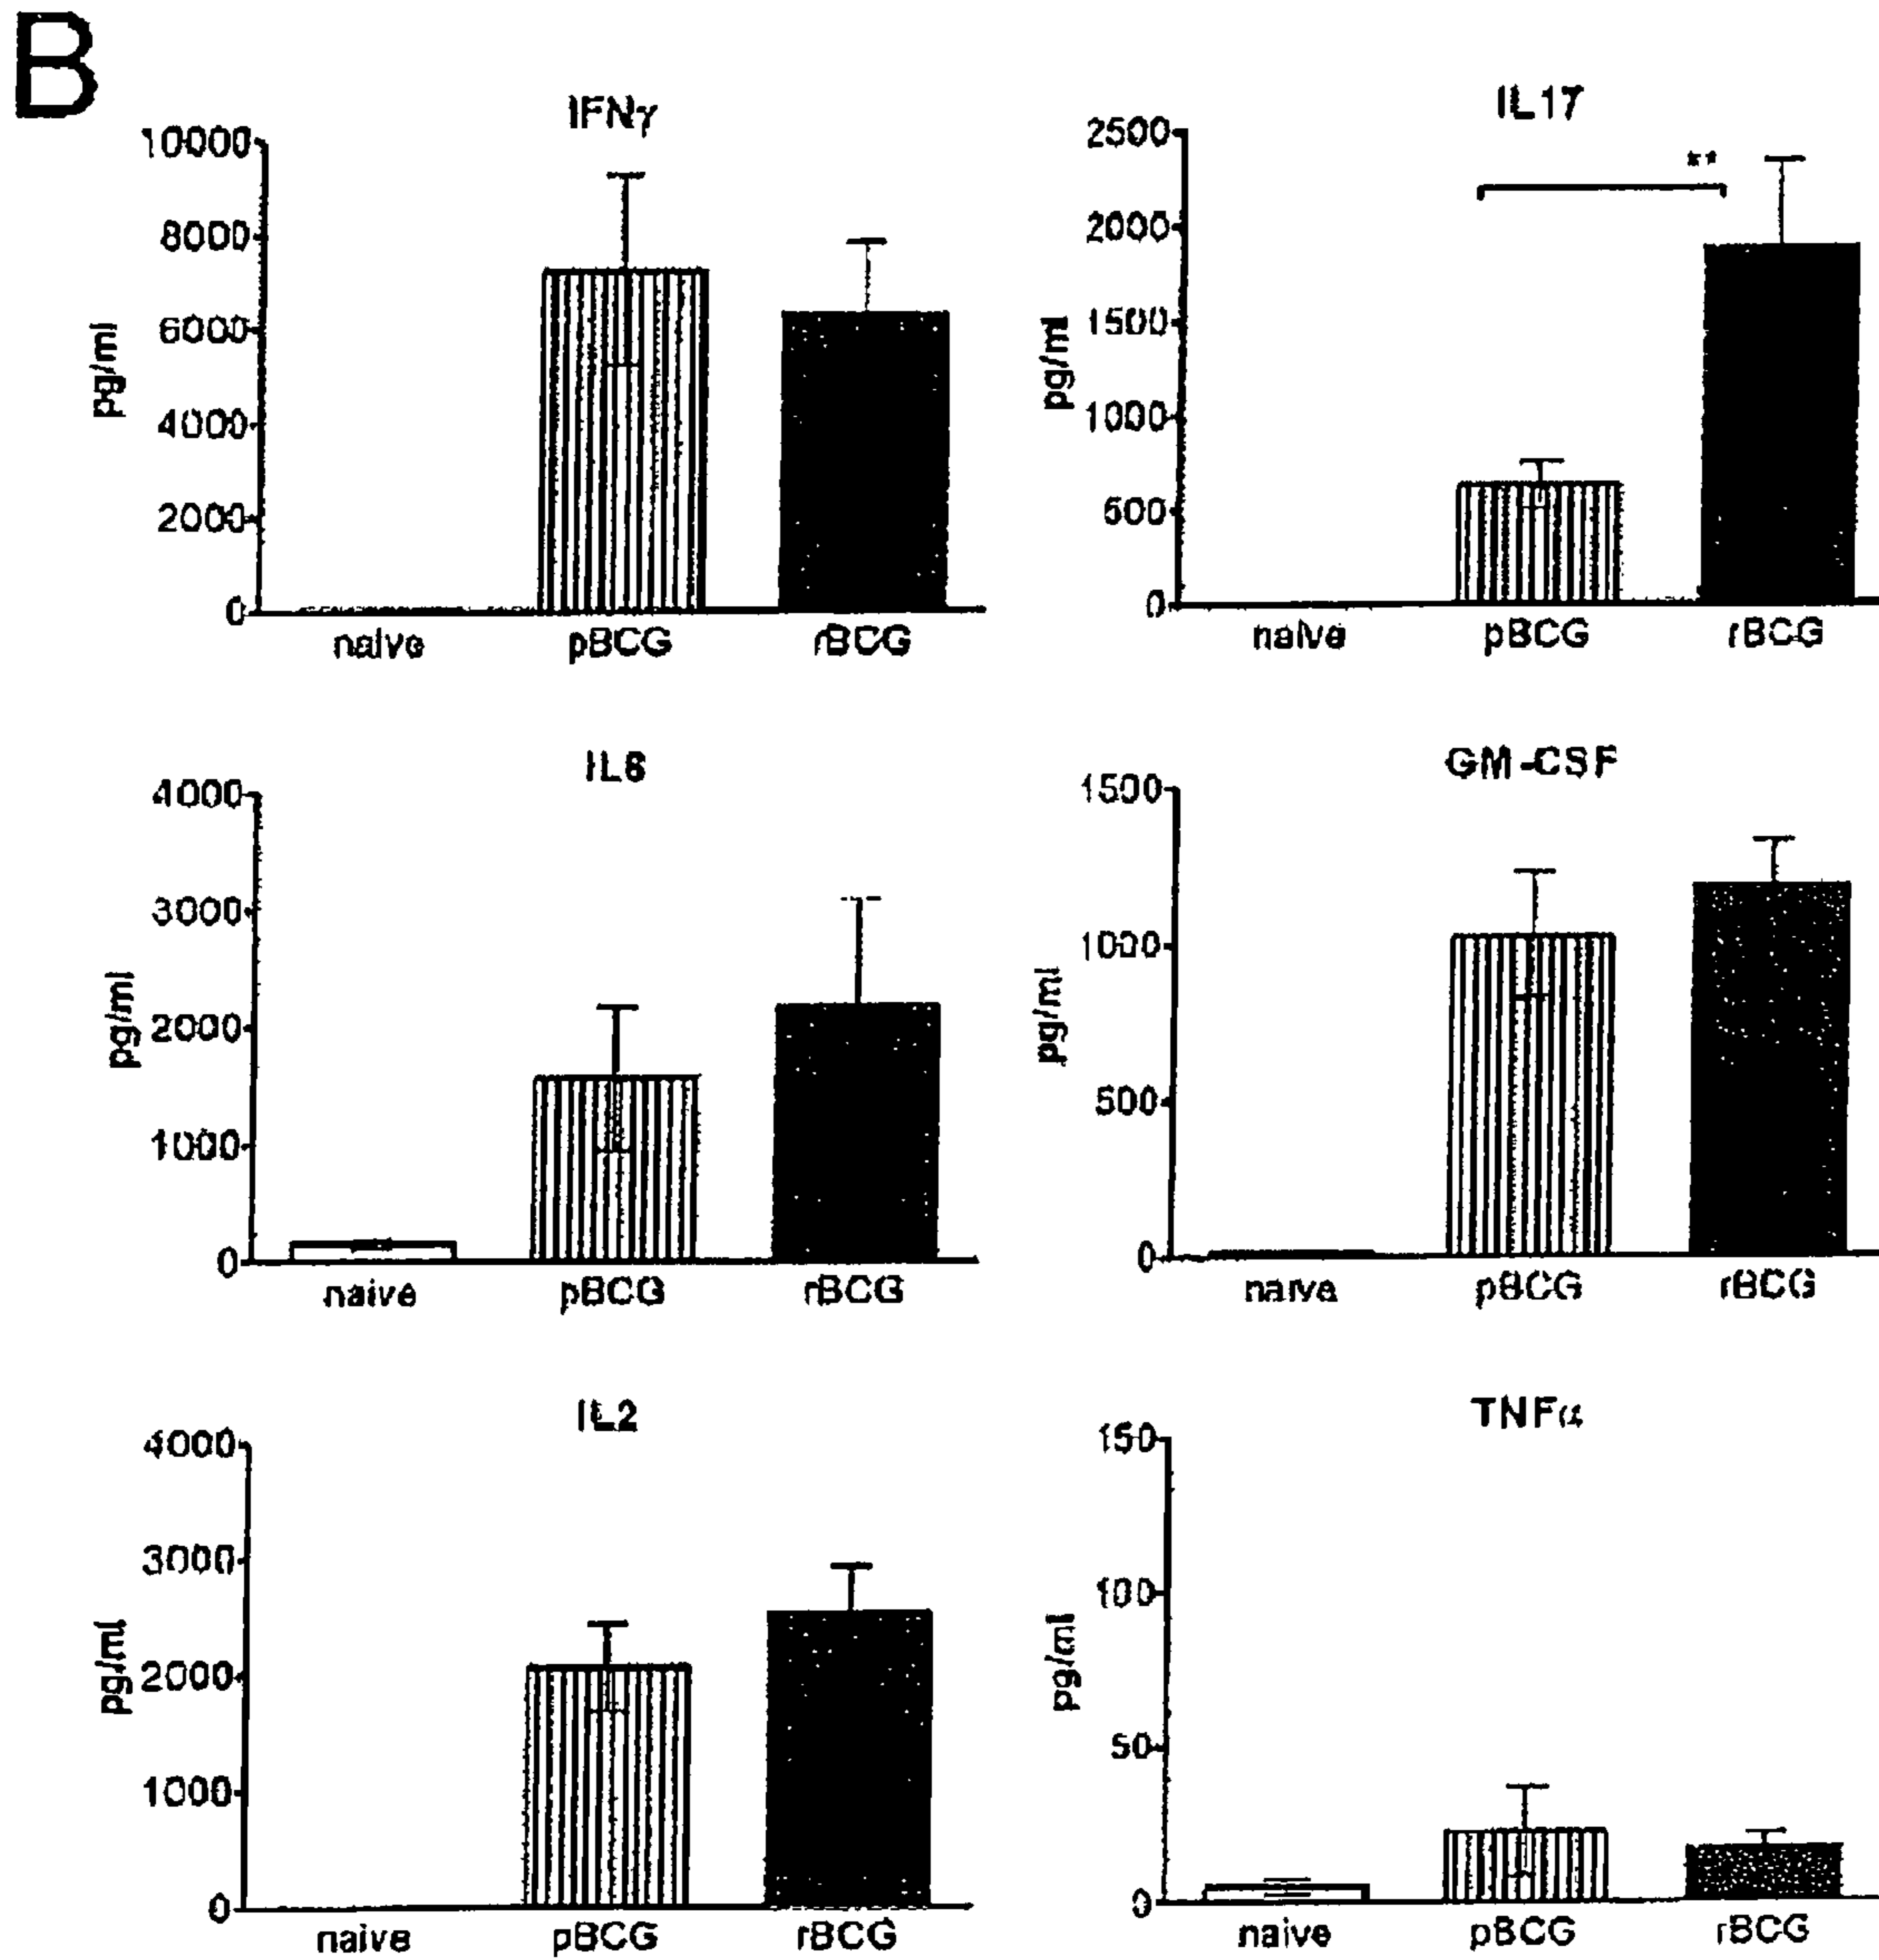 B
IFNγ
10000
8000
6000
4000
2000
0
pg/ml
naive pBCG rBCG
IL17
2500
2000
1500
1000
500
0
pg/ml
**
naive pBCG rBCG
IL6
4000
3000
2000
1000
0
pg/ml
naive pBCG rBCG
GM-CSF
1500
1000
500
0
pg/ml
naive pBCG rBCG
IL2
4000
3000
2000
1000
0
pg/ml
naive pBCG rBCG
TNFα
150
100
50
0
pg/ml
naive pBCG rBCG